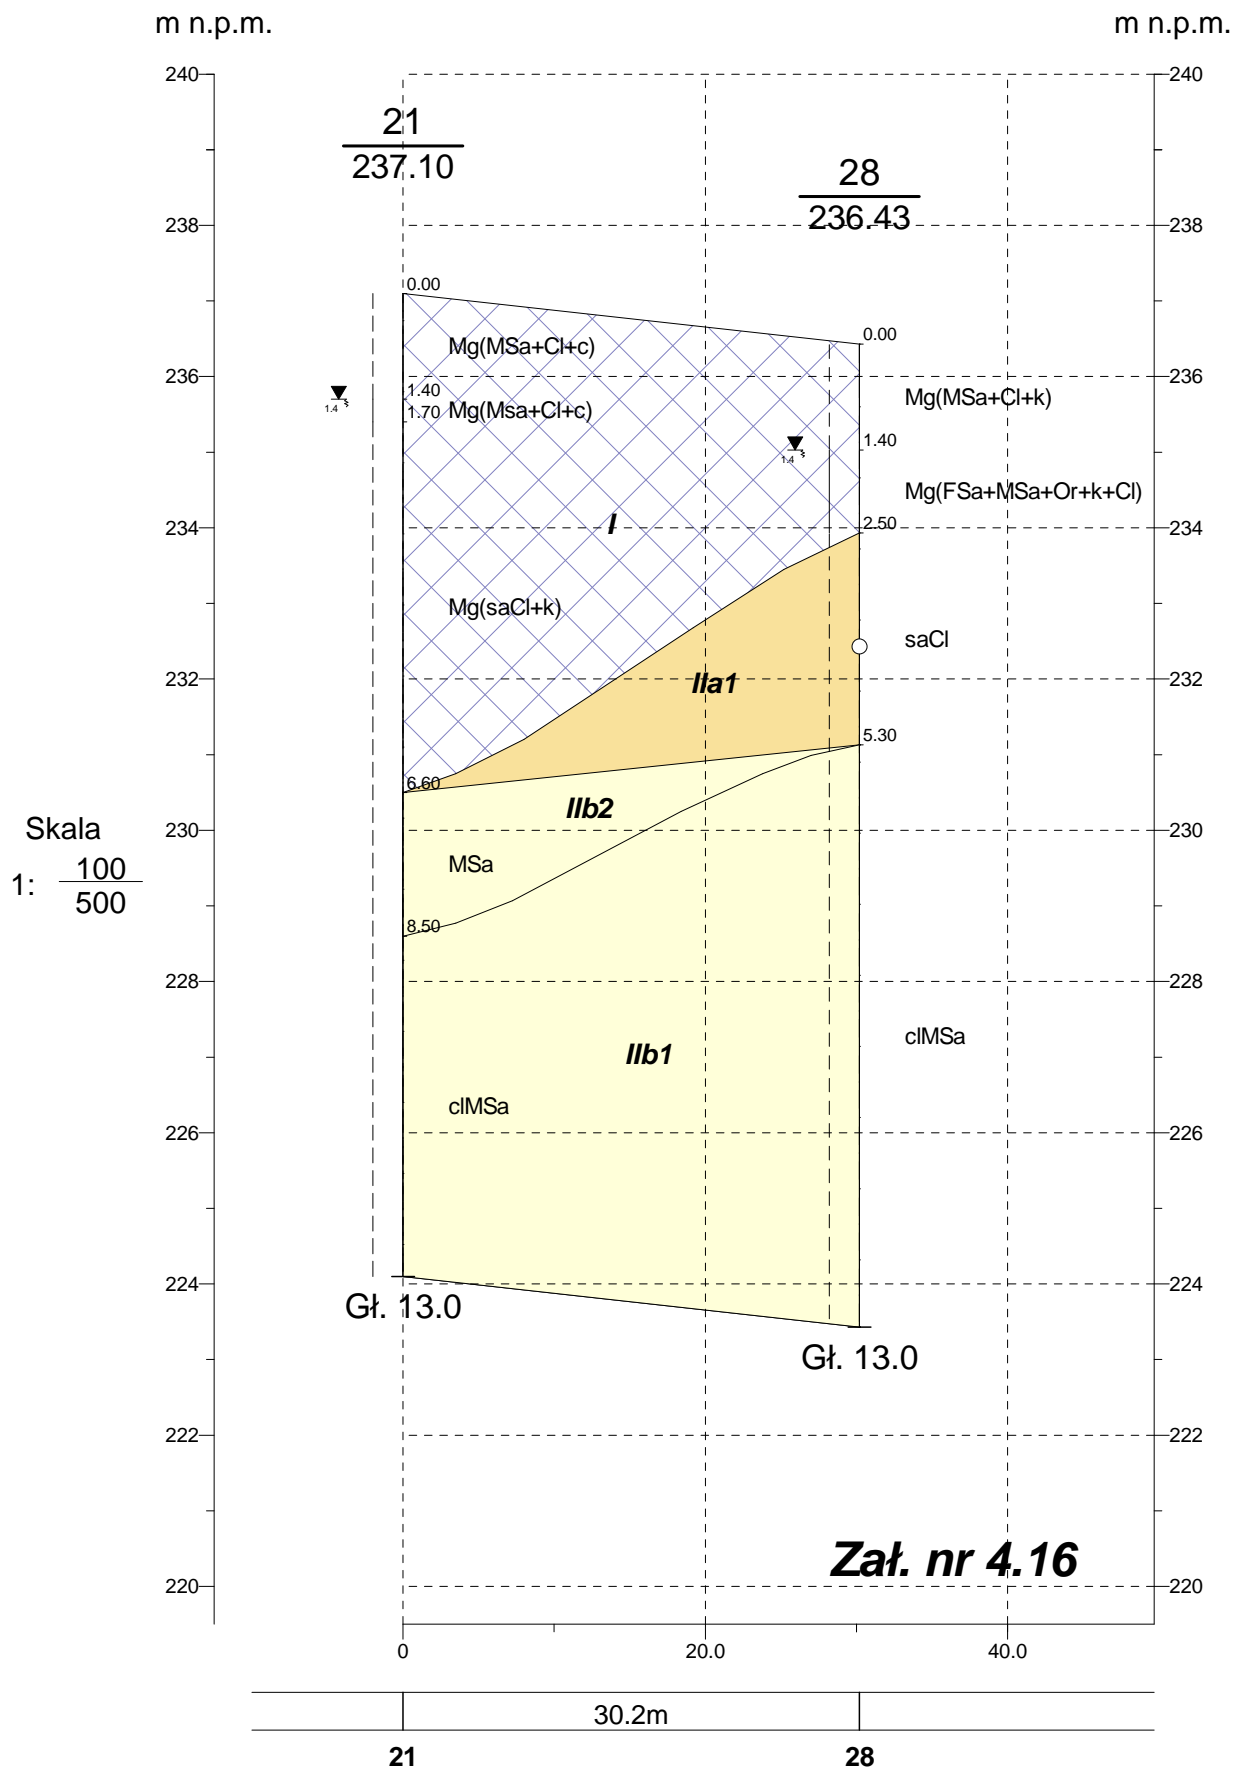 m n.p.m.
m n.p.m.
240
240
21
237.10
28
236.43
238
238
0.00
0.00
Mg(MSa+Cl+c)
236
236
1.40
1.4
Mg(MSa+Cl+k)
1.70
Mg(Msa+Cl+c)
1.40
1.4
Mg(FSa+MSa+Or+k+Cl)
234
I
2.50
234
Mg(saCl+k)
saCl
232
IIa1
232
5.30
6.60
IIb2
230
230
Skala
1: 100
500
MSa
8.50
228
228
IIb1
clMSa
clMSa
226
226
224
224
Gł. 13.0
Gł. 13.0
222
222
Zał. nr 4.16
220
220
0
20.0
40.0
30.2m
21
28